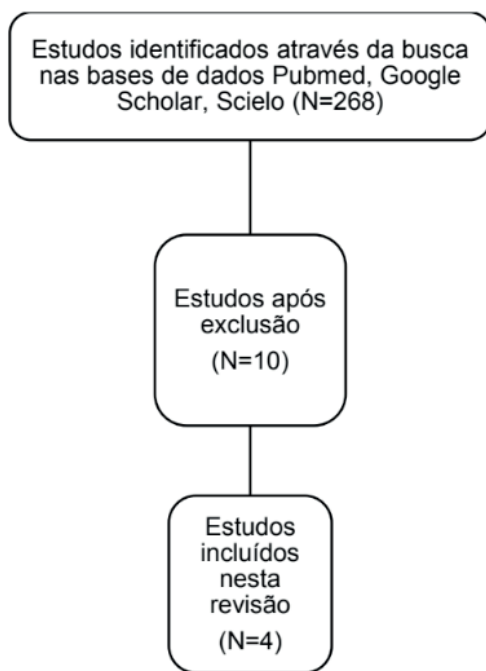 Estudos identificados através da busca
nas bases de dados Pubmed, Google
Scholar, Scielo (N=268)
Estudos após
exclusão
(N=10)
Estudos
incluídos
nesta
revisão
(N=4)